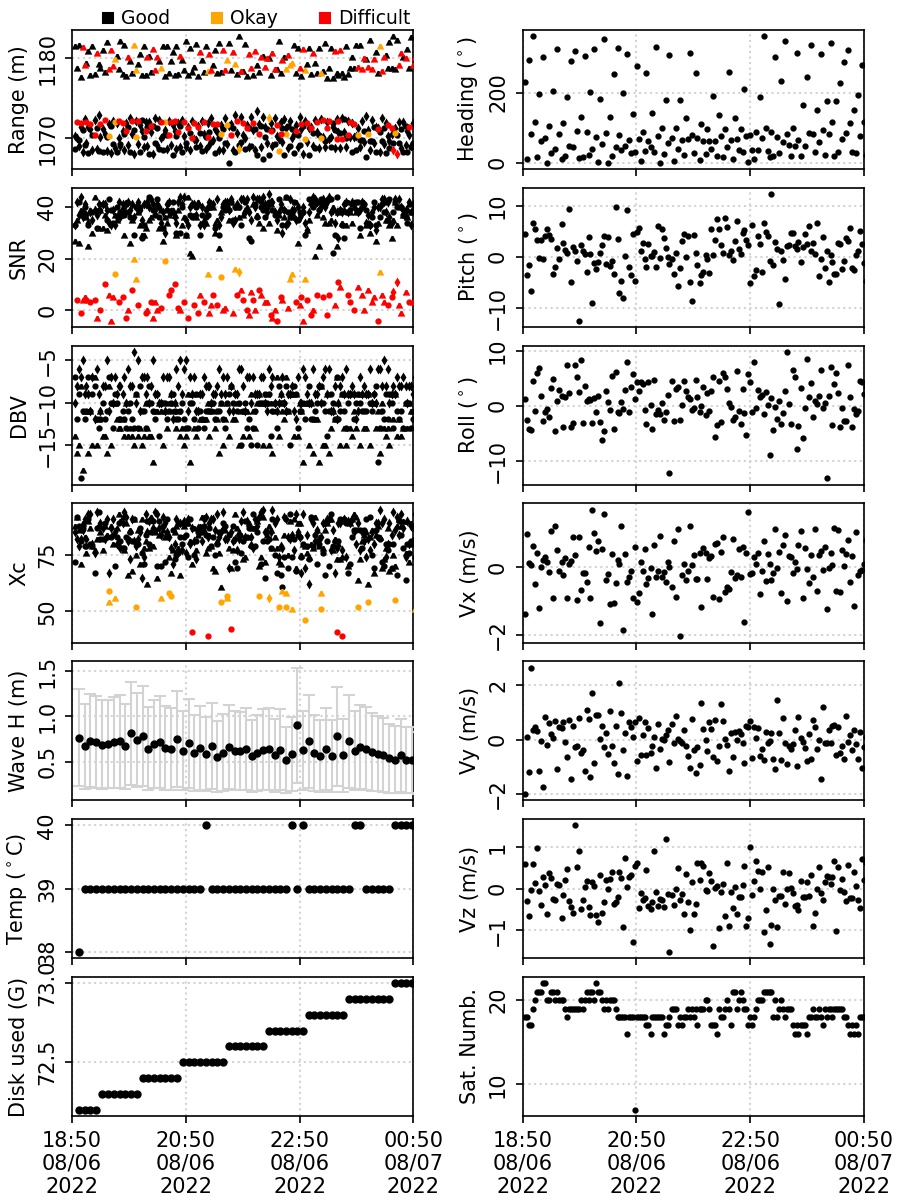 Good Okay Difficult
Range (m)
1180
1070
Heading (°)
200
0
SNR
40
20
0
Pitch (°)
10
0
−10
DBV
−5
−10
−15
Roll (°)
10
0
−10
Xc
75
50
Vx (m/s)
0
−2
Wave H (m)
1.5
1.0
0.5
Vy (m/s)
2
0
−2
Temp (°C)
40
39
38
Vz (m/s)
1
0
−1
Disk used (G)
73.0
72.5
Sat. Numb.
20
10
18:50 20:50 22:50 00:50
08/06 08/06 08/06 08/07
2022 2022 2022 2022
18:50 20:50 22:50 00:50
08/06 08/06 08/06 08/07
2022 2022 2022 2022